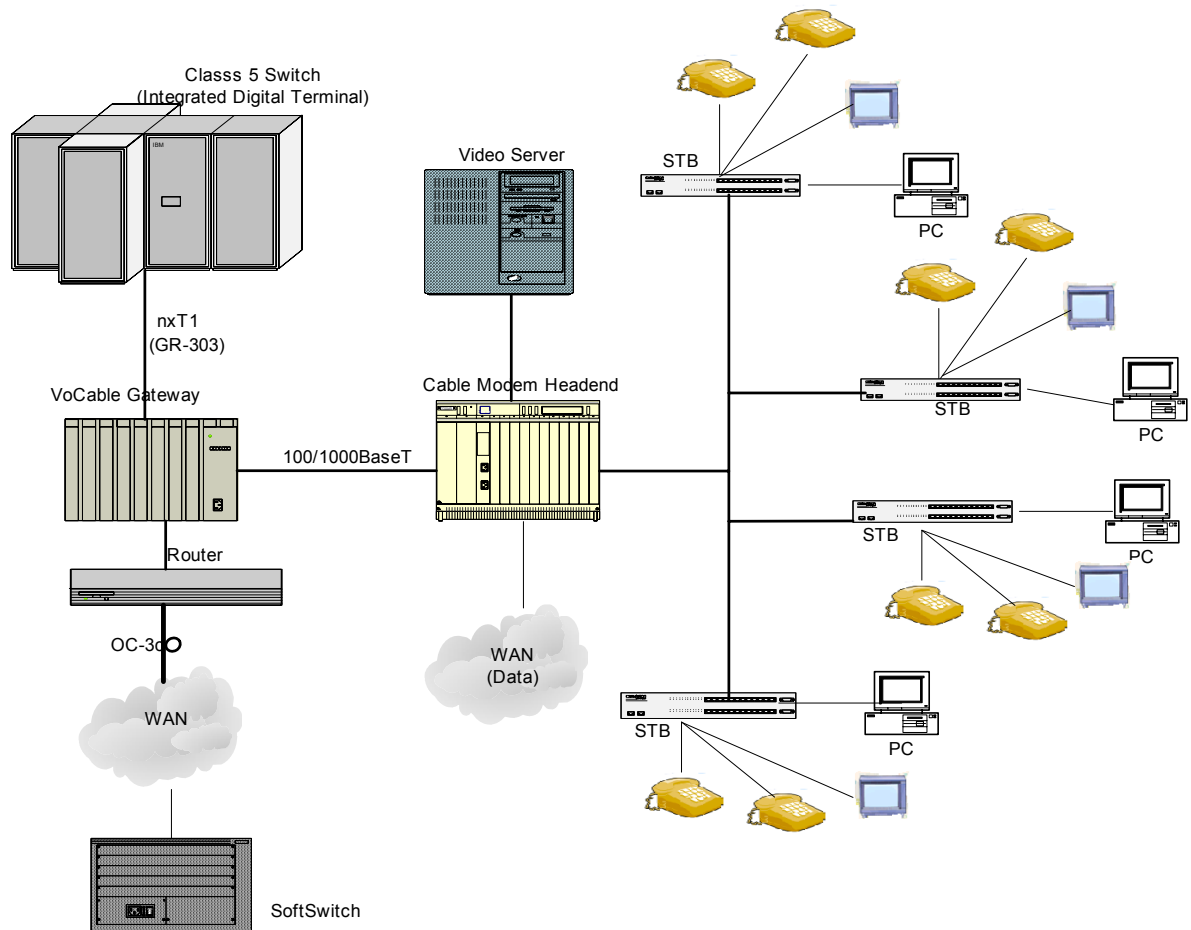 Classs 5 Switch
(Integrated Digital Terminal)
IBM
Video Server
STB
PC
nxT1
(GR-303)
VoCable Gateway
Cable Modem Headend
STB
PC
100/1000BaseT
STB
PC
Router
OC-3c
WAN
WAN
(Data)
STB
PC
SoftSwitch